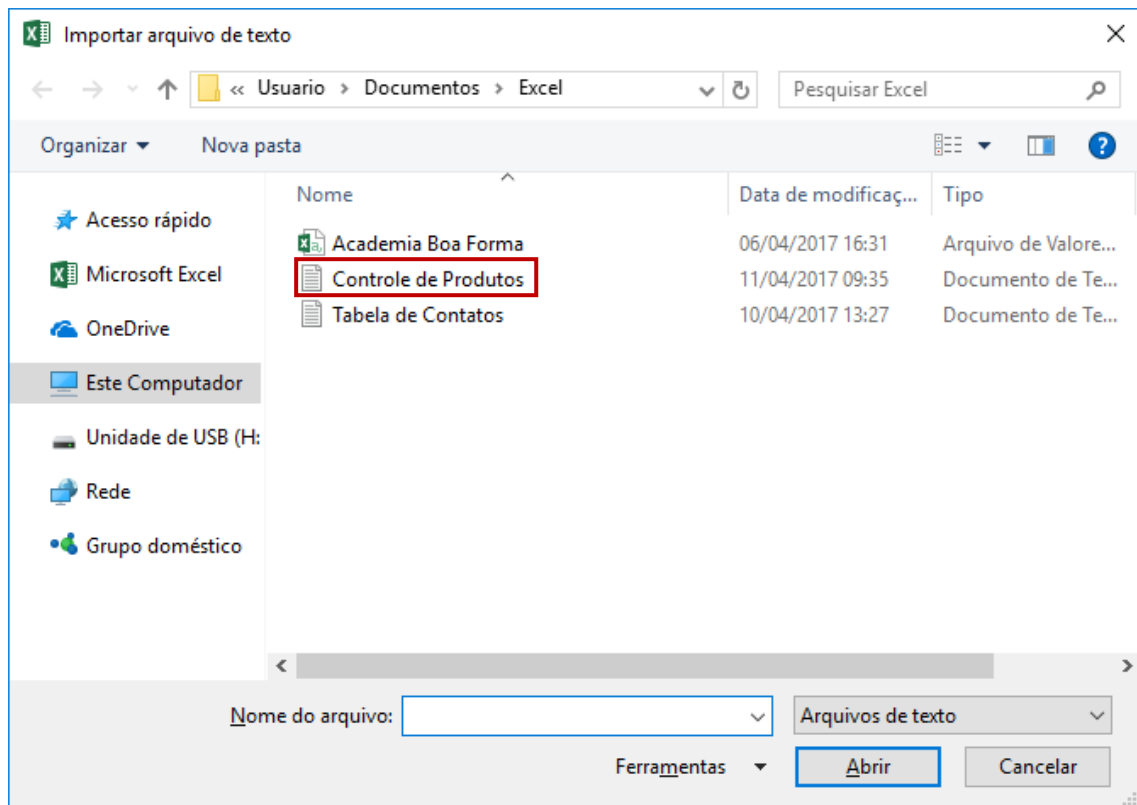 Importar arquivo de texto
« Usuario > Documentos > Excel
Pesquisar Excel
Organizar
Nova pasta
Nome
Data de modificaç...
Tipo
Acesso rápido
Microsoft Excel
OneDrive
Este Computador
Unidade de USB (H:
Rede
Grupo doméstico
Academia Boa Forma 06/04/2017 16:31 Arquivo de Valore...
Controle de Produtos 11/04/2017 09:35 Documento de Te...
Tabela de Contatos 10/04/2017 13:27 Documento de Te...
Nome do arquivo:
Arquivos de texto
Ferramentas
Abrir
Cancelar